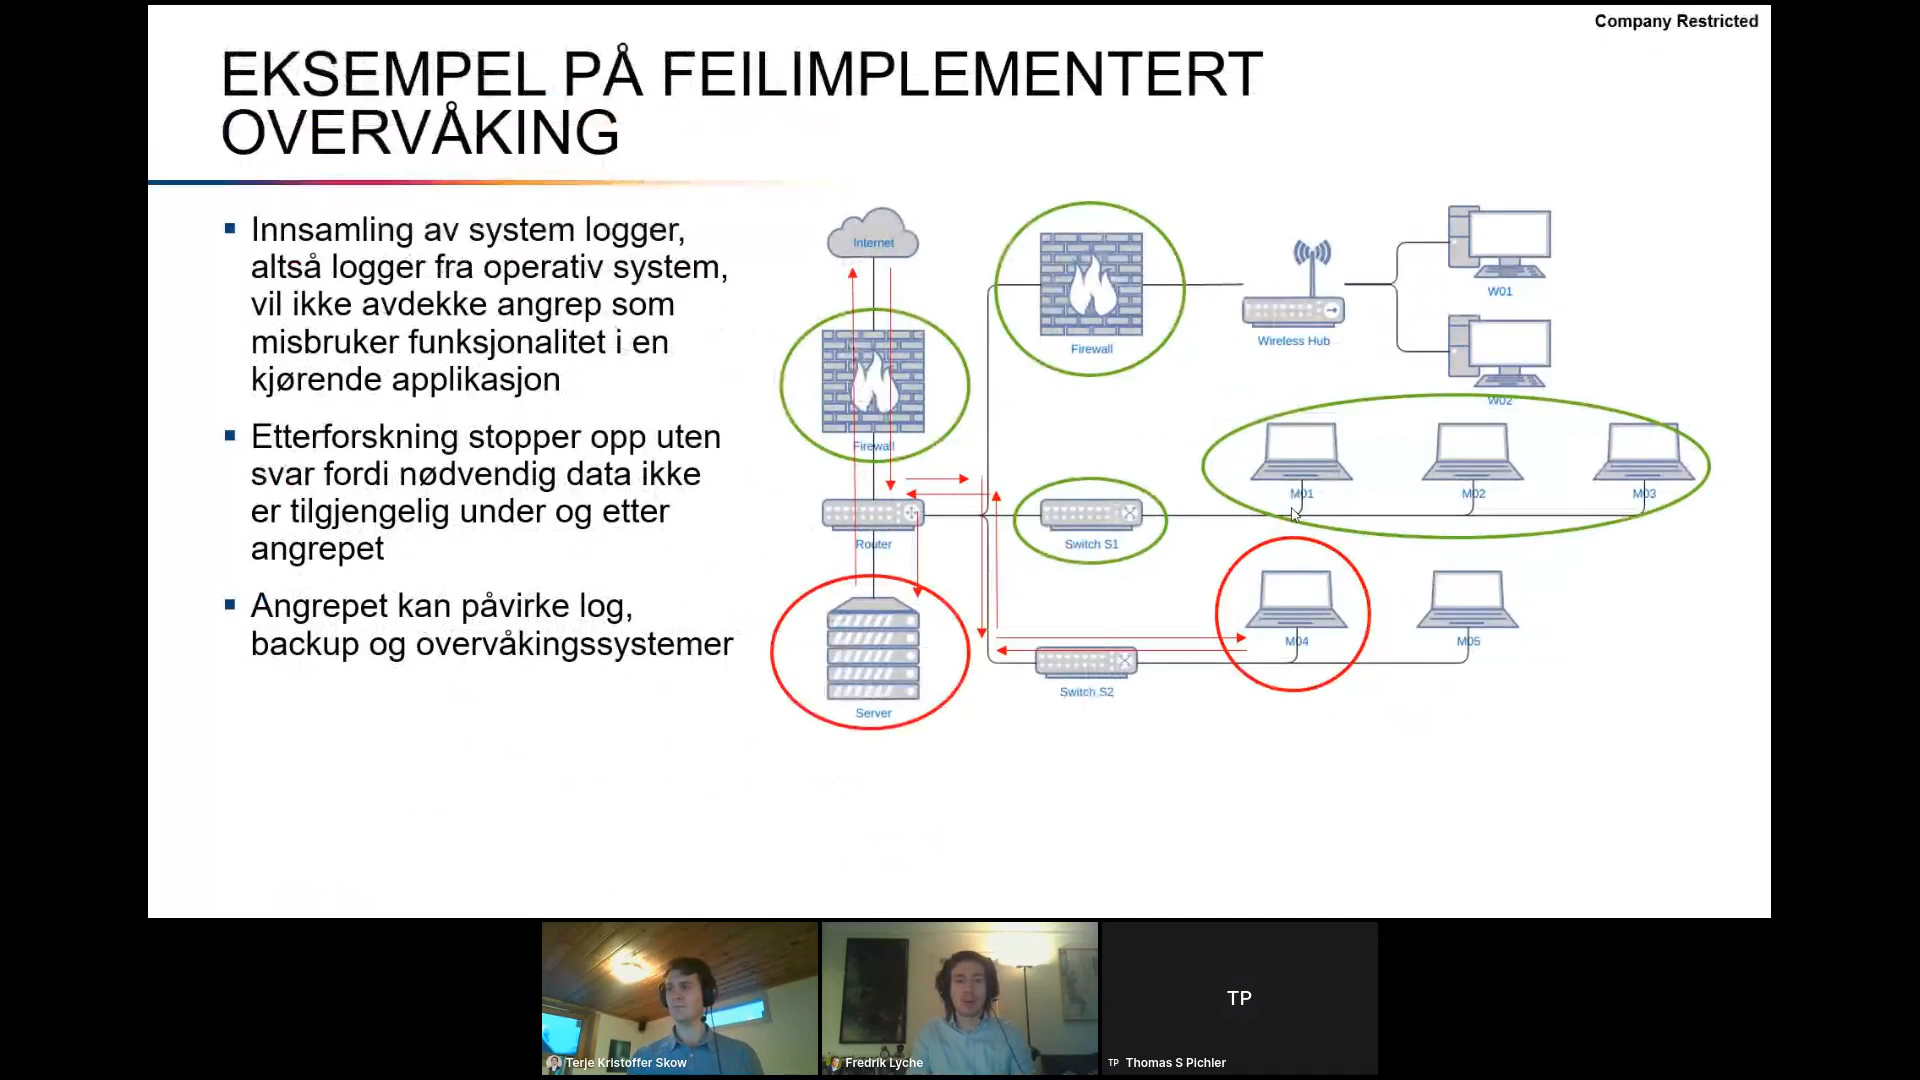 Company Restricted
EKSEMPEL PÅ FEILIMPLEMENTERT
OVERVÅKING
Innsamling av system logger,
altså logger fra operativ system,
vil ikke avdekke angrep som
misbruker funksjonalitet i en
kjørende applikasjon
Etterforskning stopper opp uten
svar fordi nødvendig data ikke
er tilgjengelig under og etter
angrepet
Angrepet kan påvirke log,
backup og overvåkingssystemer
Internet
Firewall
Router
Server
Firewall
Wireless Hub
W01
W02
Switch S1
M01
M02
M03
Switch S2
M04
M05
Terje Kristoffer Skow
Fredrik Lyche
TP
TP Thomas S Pichler